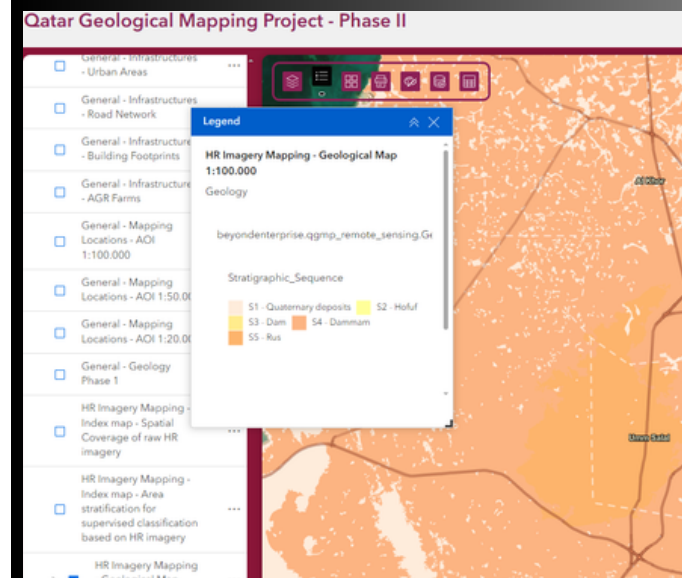 Qatar Geological Mapping Project - Phase II
General - Infrastructures
- Urban Areas
General - Infrastructures
- Road Network
General - Infrastructure
- Building Footprints
General - Infrastructure
- AGR Farms
General - Mapping
Locations - AOI
1:100.000
General - Mapping
Locations - AOI 1:50.00
General - Mapping
Locations - AOI 1:20.00
General - Geology
Phase 1
HR Imagery Mapping -
Index map - Spatial
Coverage of raw HR
imagery
HR Imagery Mapping -
Index map - Area
stratification for
supervised classification
based on HR imagery
HR Imagery Mapping
- Geological Map
Legend
HR Imagery Mapping - Geological Map
1:100.000
Geology
beyondenterprise.qgmp_remote_sensing.Ge
Stratigraphic_Sequence
S1 - Quaternary deposits S2 - Hofuf
S3 - Dam S4 - Dammam
S5 - Rus
Al Khor
Umm Salal